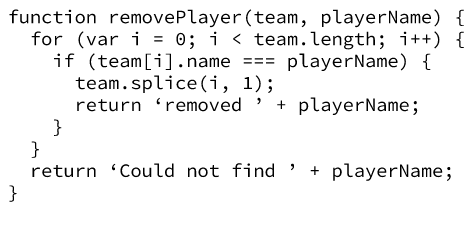 function removePlayer(team, playerName) {
  for (var i = 0; i < team.length; i++) {
    if (team[i].name === playerName) {
      team.splice(i, 1);
      return ‘removed ’ + playerName;
    }
  }
  return ‘Could not find ’ + playerName;
}